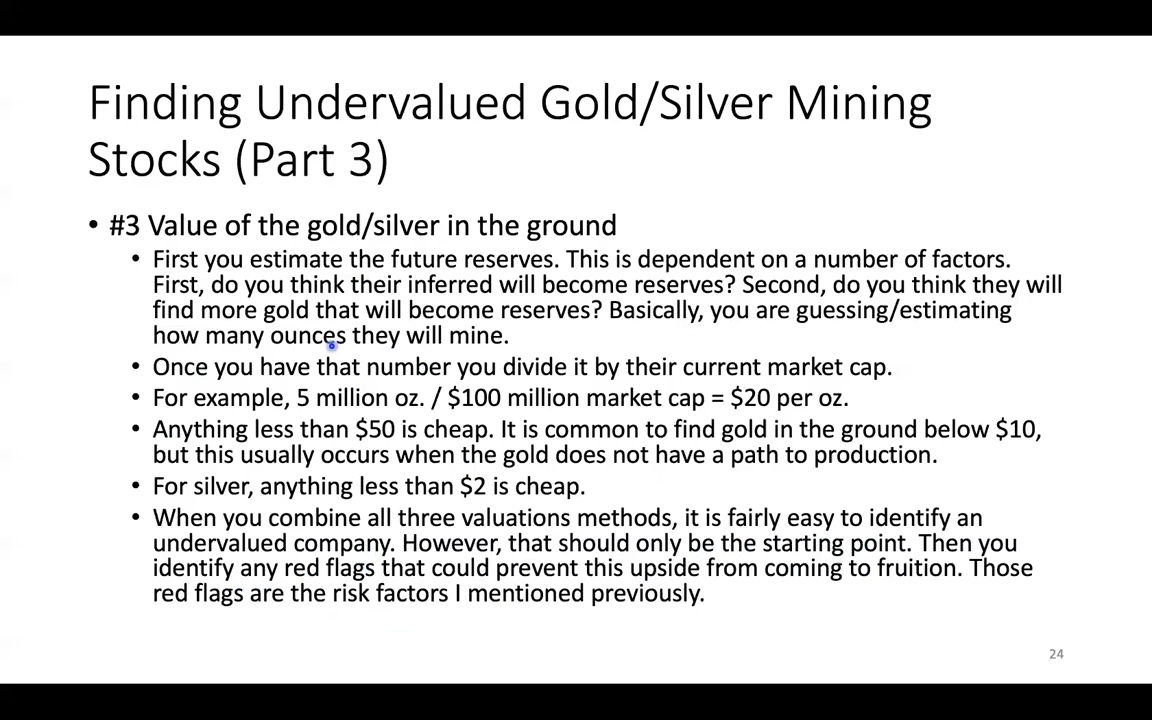 Finding Undervalued Gold/Silver Mining
Stocks (Part 3)
• #3 Value of the gold/silver in the ground
• First you estimate the future reserves. This is dependent on a number of factors.
First, do you think their inferred will become reserves? Second, do you think they will
find more gold that will become reserves? Basically, you are guessing/estimating
how many ounces they will mine.
• Once you have that number you divide it by their current market cap.
• For example, 5 million oz. / $100 million market cap = $20 per oz.
• Anything less than $50 is cheap. It is common to find gold in the ground below $10,
but this usually occurs when the gold does not have a path to production.
• For silver, anything less than $2 is cheap.
• When you combine all three valuations methods, it is fairly easy to identify an
undervalued company. However, that should only be the starting point. Then you
identify any red flags that could prevent this upside from coming to fruition. Those
red flags are the risk factors I mentioned previously.
24